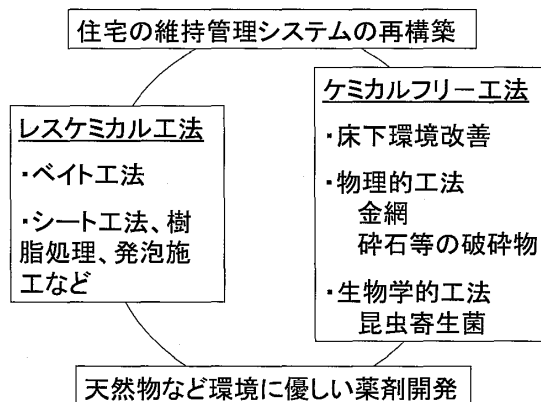 住宅の維持管理システムの再構築
レスケミカル工法
・ベイト工法
・シート工法、樹
脂処理、発泡施
工など
ケミカルフリー工法
・床下環境改善
・物理的工法
金網
砕石等の破砕物
・生物学的工法
昆虫寄生菌
天然物など環境に優しい薬剤開発